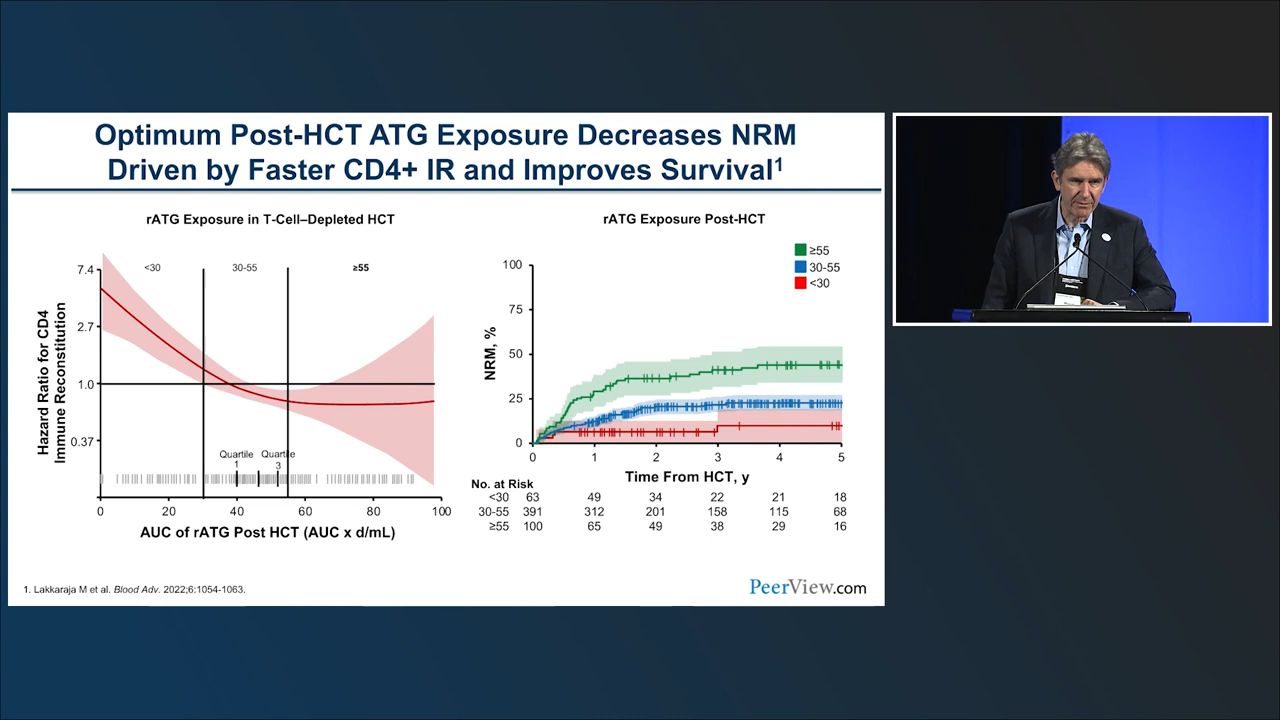 Optimum Post-HCT ATG Exposure Decreases NRM
Driven by Faster CD4+ IR and Improves Survival1
rATG Exposure in T-Cell–Depleted HCT
<30
30-55
≥55
7.4
2.7
1.0
0.37
Hazard Ratio for CD4
Immune Reconstitution
Quartile
1
Quartile
3
0
20
40
60
80
100
AUC of rATG Post HCT (AUC x d/mL)
rATG Exposure Post-HCT
≥55
30-55
<30
100
75
50
25
0
NRM, %
0
1
2
3
4
5
Time From HCT, y
No. at Risk
<30 63 49 34 22 21 18
30-55 391 312 201 158 115 68
≥55 100 65 49 38 29 16
1. Lakkaraja M et al. Blood Adv. 2022;6:1054-1063.
PeerView.com